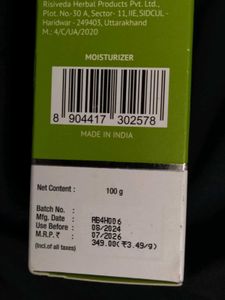 Risiveda Herbal Products Pvt. Ltd.,
Plot. No.- 30 A, Sector- 11, IIE, SIDCUL -
Haridwar - 249403, Uttarakhand
M.: 4/C/UA/2020
MOISTURIZER
8 904417 302578
MADE IN INDIA
Net Content : 100 g
Batch No. : RB4H006
Mfg. Date : 08/2024
Use Before : 07/2026
M.R.P. ₹ : 349.00(₹3.49/g)
(incl.of all taxes)